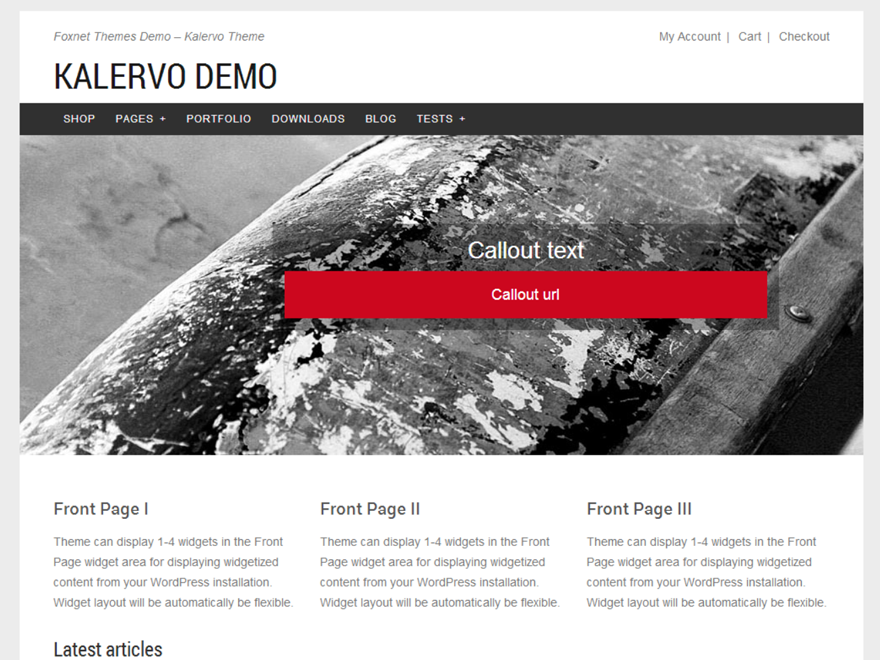 Foxnet Themes Demo – Kalervo Theme
My Account | Cart | Checkout
KALERVO DEMO
SHOP PAGES + PORTFOLIO DOWNLOADS BLOG TESTS +
Callout text
Callout url
Front Page I
Theme can display 1-4 widgets in the Front
Page widget area for displaying widgetized
content from your WordPress installation.
Widget layout will be automatically be flexible.
Front Page II
Theme can display 1-4 widgets in the Front
Page widget area for displaying widgetized
content from your WordPress installation.
Widget layout will be automatically be flexible.
Front Page III
Theme can display 1-4 widgets in the Front
Page widget area for displaying widgetized
content from your WordPress installation.
Widget layout will be automatically be flexible.
Latest articles